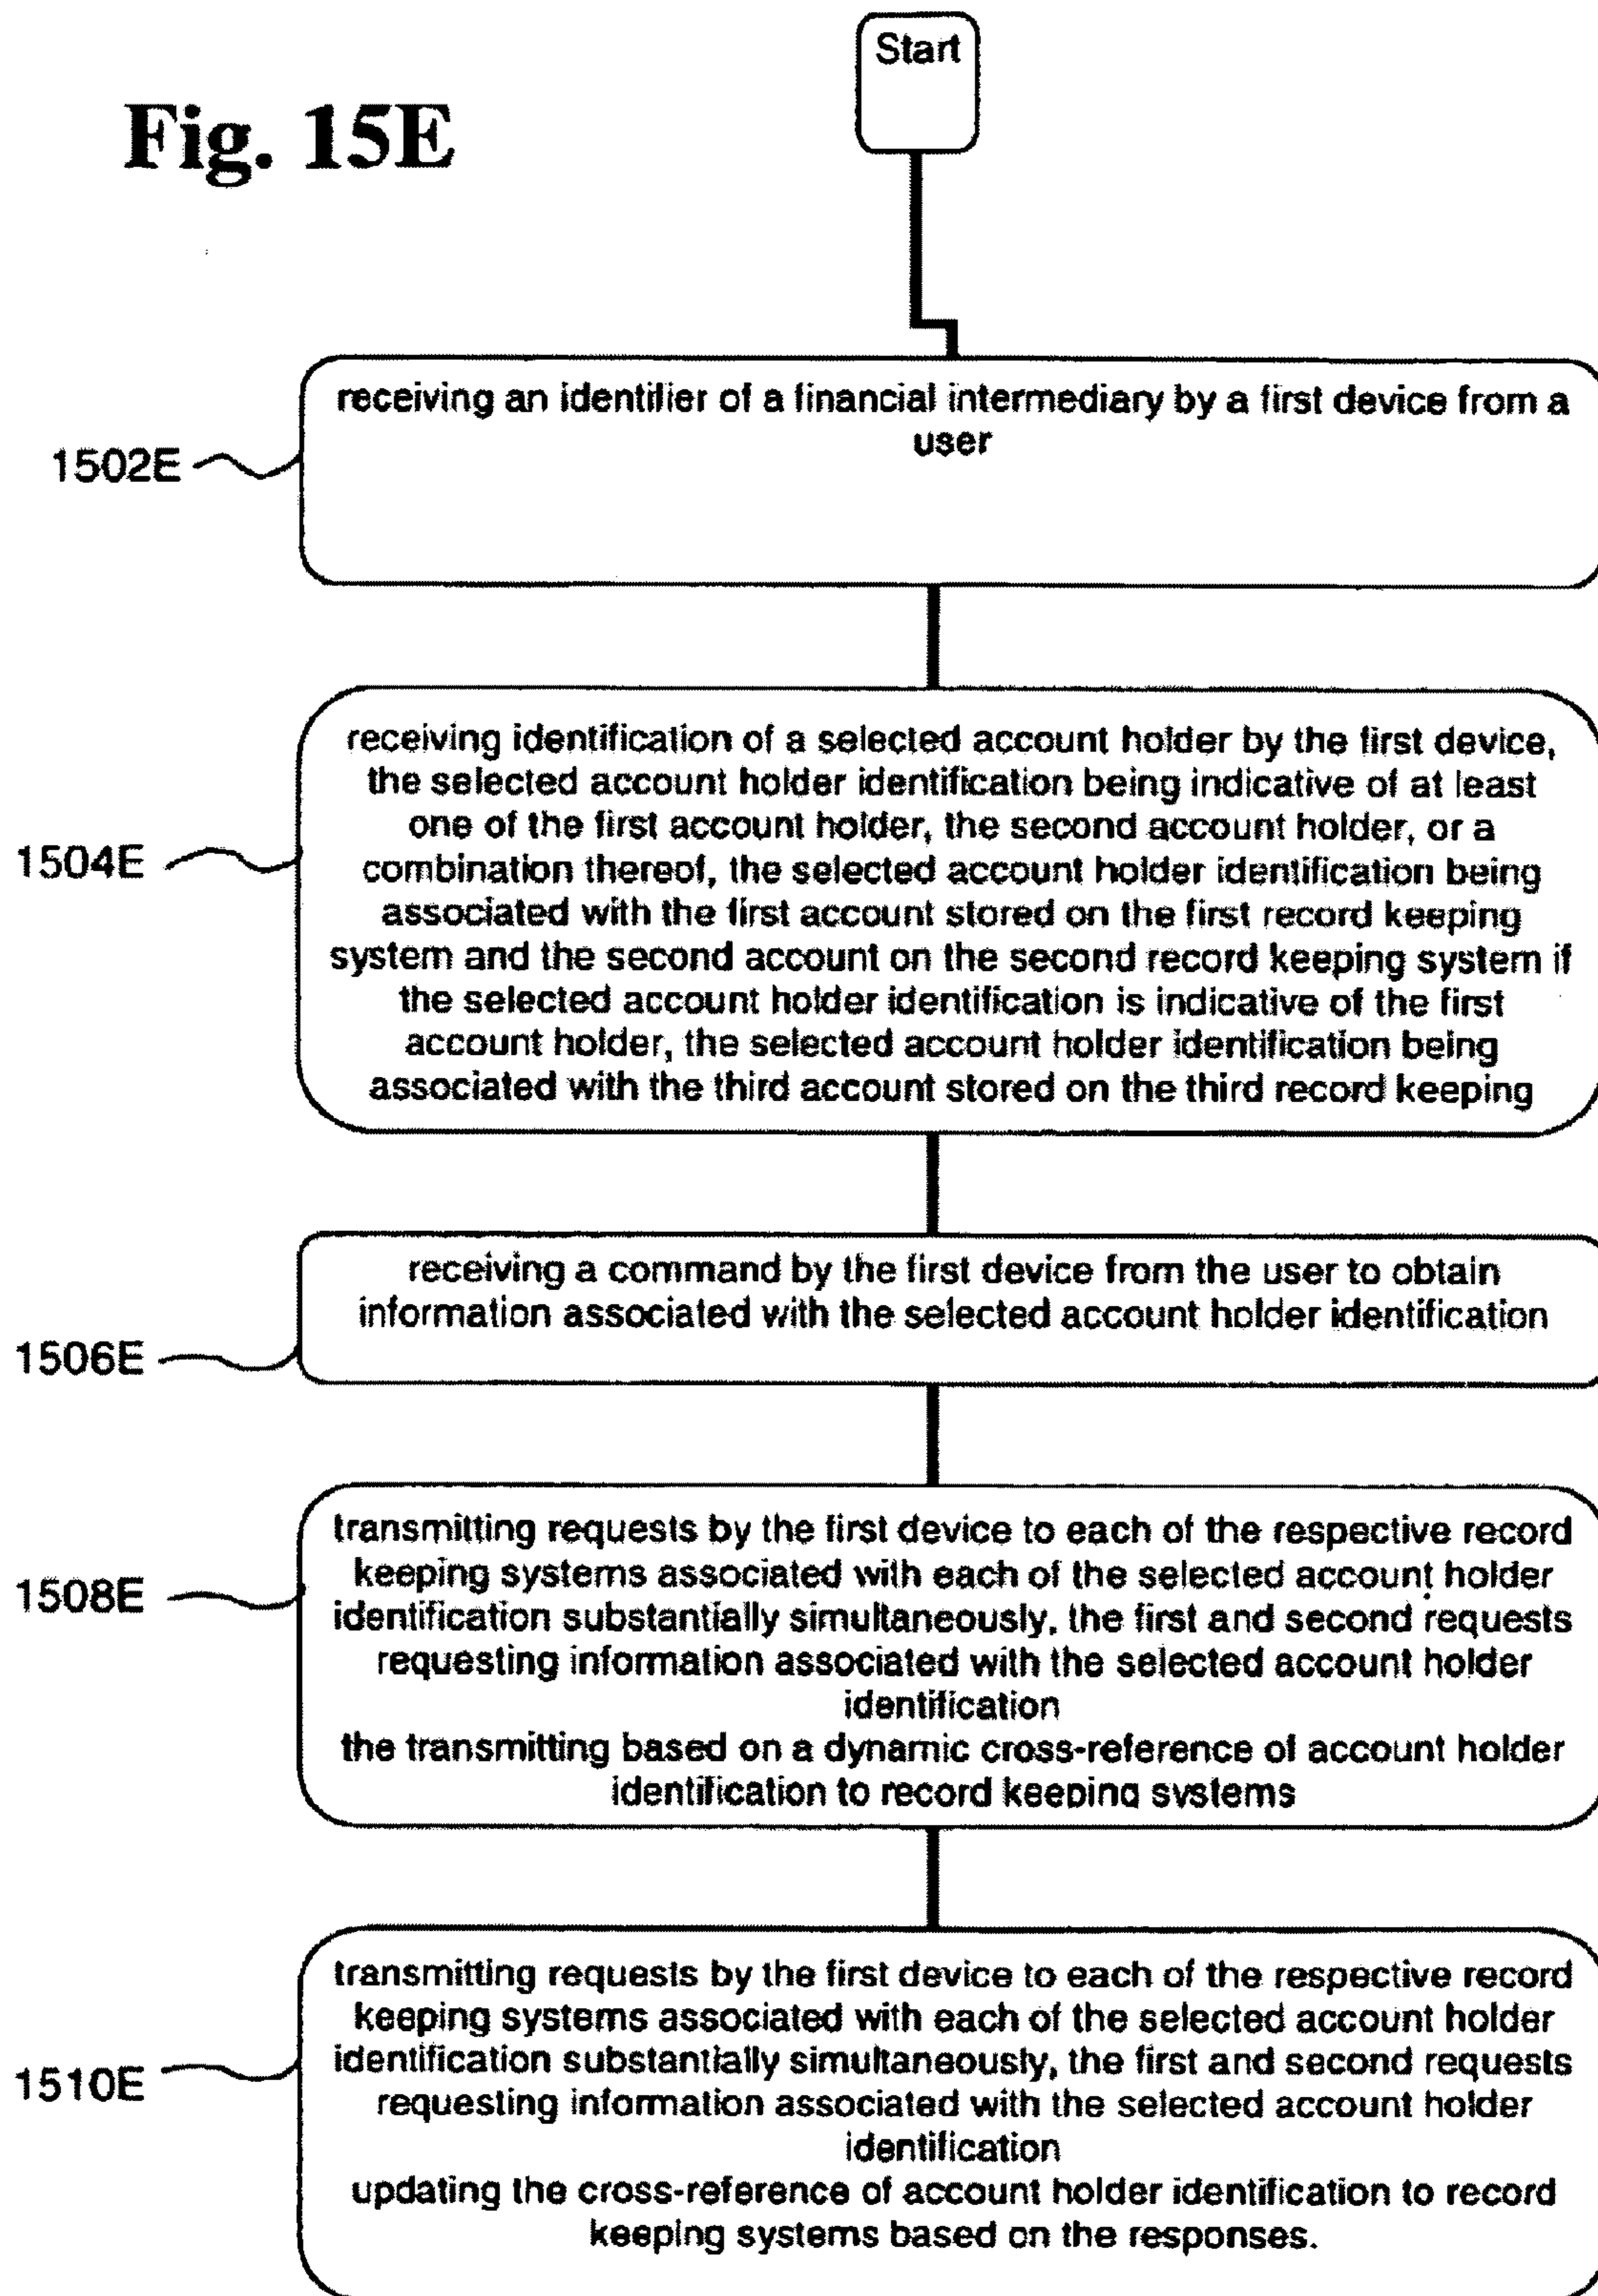 Start
Fig. 15E
receiving an identifier of a financial intermediary by a first device from a
user
1502E
receiving identification of a selected account holder by the first device,
the selected account holder identification being indicative of at least
one of the first account holder, the second account holder, or a
combination thereof, the selected account holder identification being
1504E
associated with the first account stored on the first record keeping
system and the second account on the second record keeping system if
the selected account holder identification is indicative of the first
account holder, the selected account holder identification being
associated with the third account stored on the third record keeping
receiving a command by the first device from the user to obtain
information associated with the selected account holder identification
1506E
transmitting requests by the first device to each of the respective record
keeping systems associated with each of the selected account holder
1508E
identification substantially simultaneously, the first and second requests
requesting information associated with the selected account holder
identification
the transmitting based on a dynamic cross-reference of account holder
identification to record keeping systems
transmitting requests by the first device to each of the respective record
keeping systems associated with each of the selected account holder
identification substantially simultaneously, the first and second requests
1510E
requesting information associated with the selected account holder
identification
updating the cross-reference of account holder identification to record
keeping systems based on the responses.